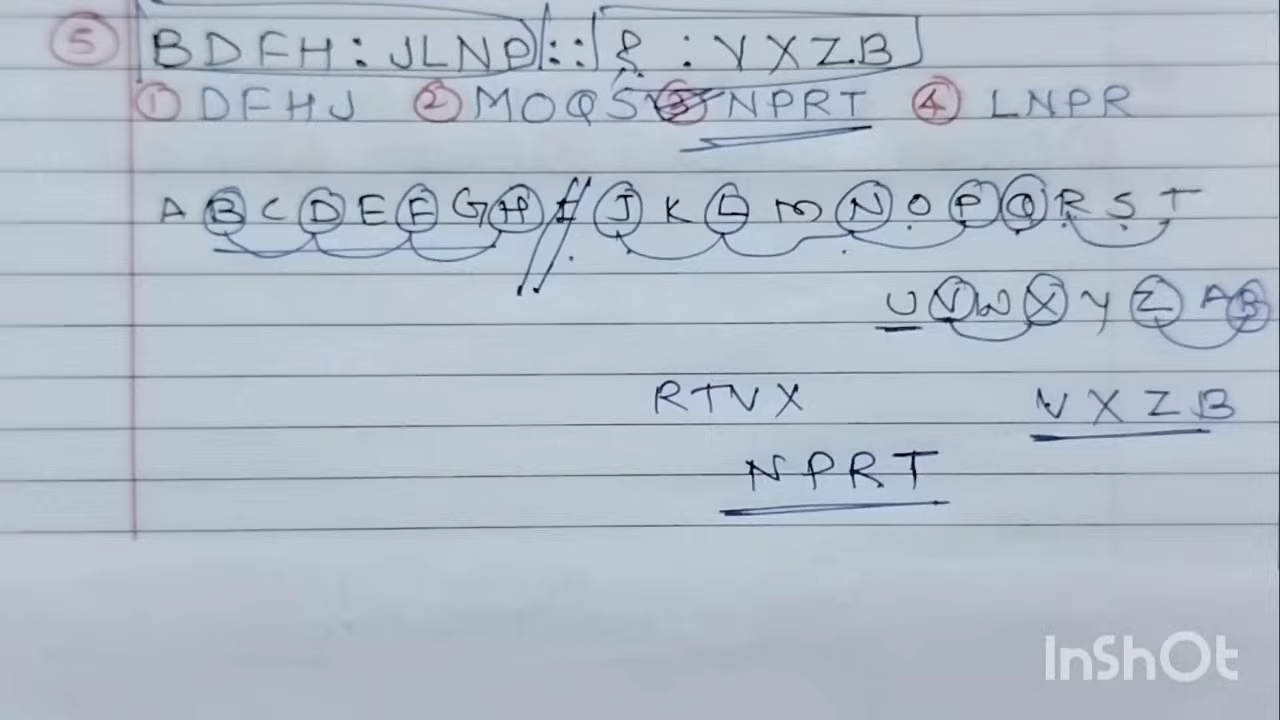 5 BDFH : JLNP :: ? : VXZB
1 DFHJ 2 MOQS 3 NPRT 4 LNPR
A B C D E F G H I J K L M N O P Q R S T
U V W X Y Z A B
RTVX VXZB
NPRT
InShOt